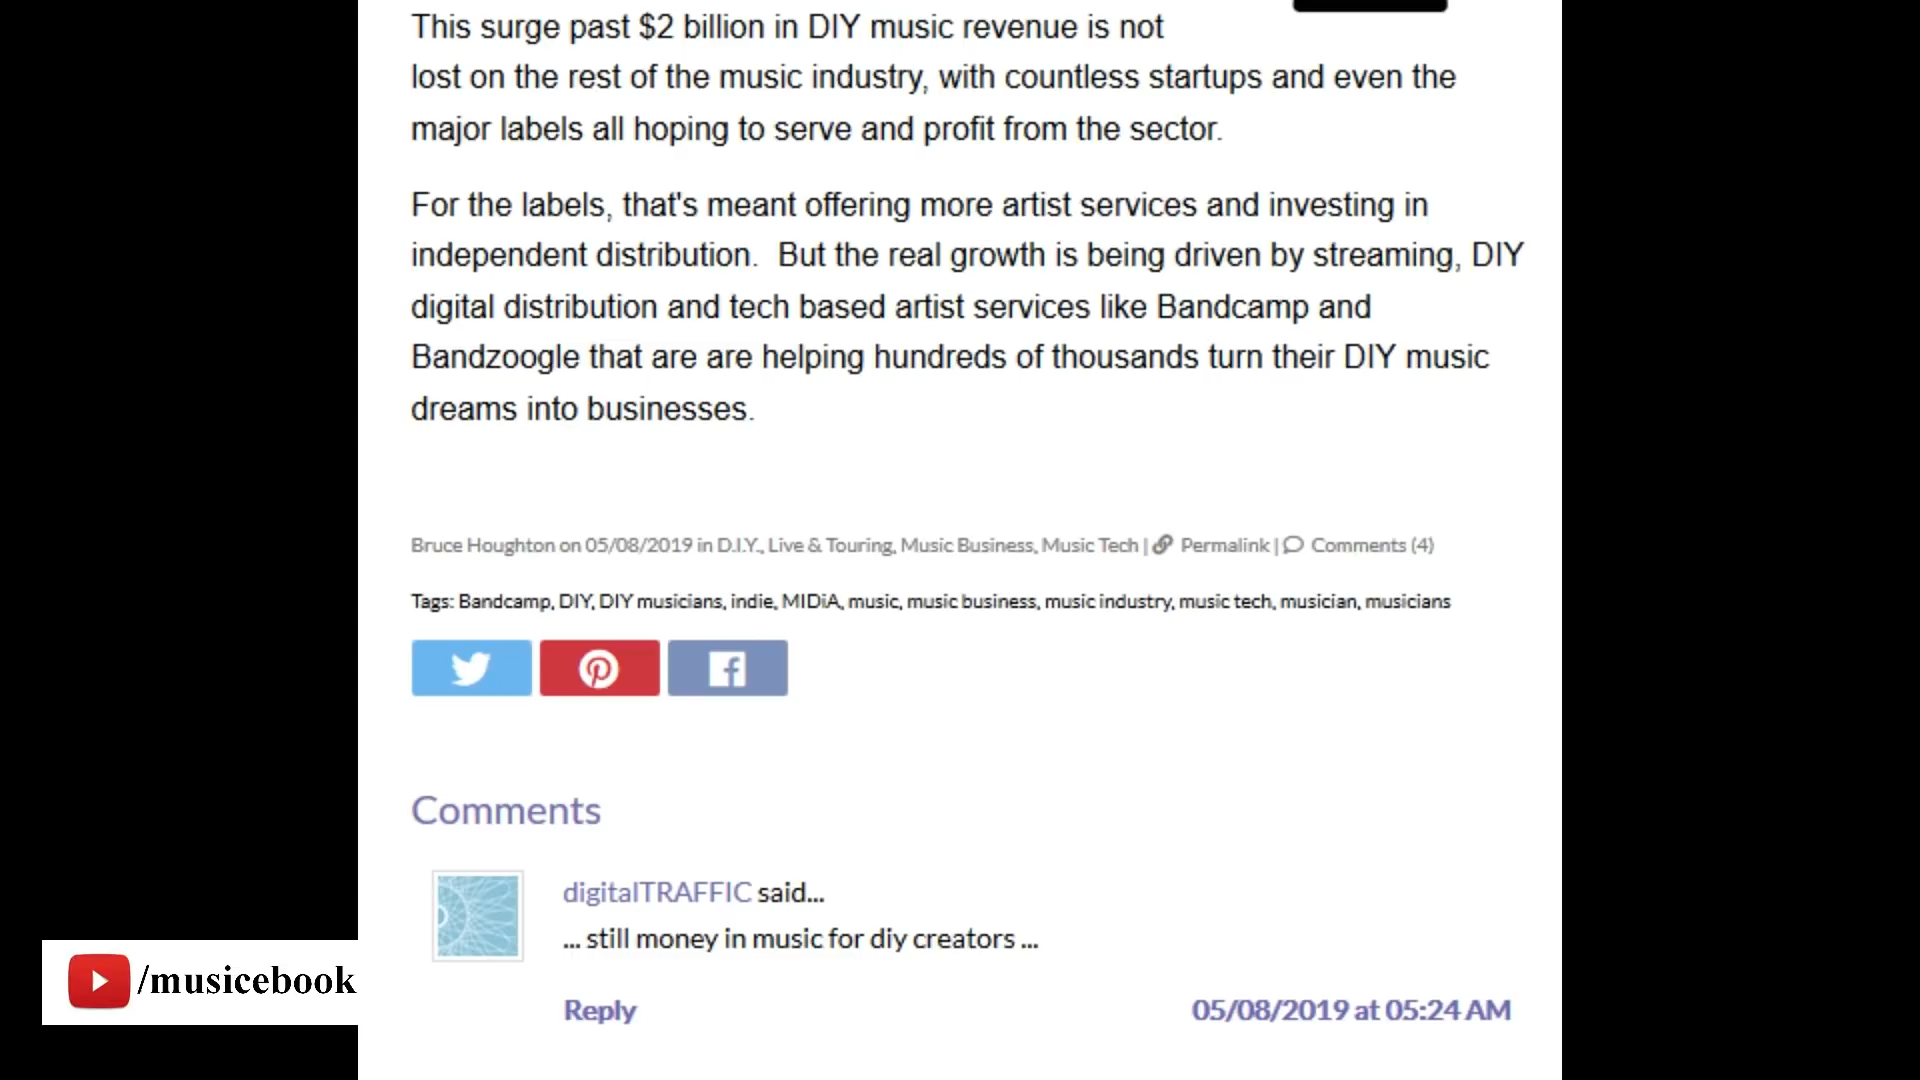 This surge past $2 billion in DIY music revenue is not
lost on the rest of the music industry, with countless startups and even the
major labels all hoping to serve and profit from the sector.
For the labels, that's meant offering more artist services and investing in
independent distribution.  But the real growth is being driven by streaming, DIY
digital distribution and tech based artist services like Bandcamp and
Bandzoogle that are are helping hundreds of thousands turn their DIY music
dreams into businesses.
Bruce Houghton on 05/08/2019 in D.I.Y., Live & Touring, Music Business, Music Tech | Permalink | Comments (4)
Tags: Bandcamp, DIY, DIY musicians, indie, MIDiA, music, music business, music industry, music tech, musician, musicians
Comments
digitalTRAFFIC said...
... still money in music for diy creators ...
Reply 05/08/2019 at 05:24 AM
/musicebook